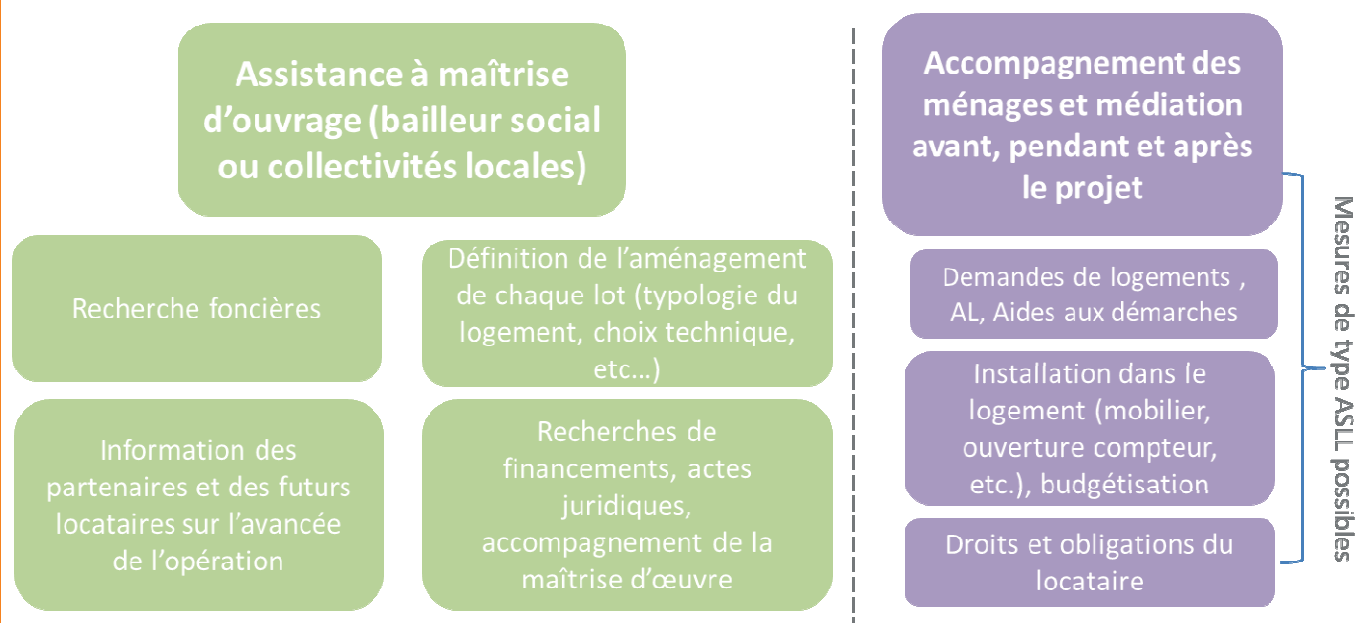 Assistance à maîtrise
d'ouvrage (bailleur social
ou collectivités locales)
Recherche foncières
Définition de l'aménagement
de chaque lot (typologie du
logement, choix technique,
etc…)
Information des
partenaires et des futurs
locataires sur l'avancée
de l'opération
Recherches de
financements, actes
juridiques,
accompagnement de la
maîtrise d'œuvre
Accompagnement des
ménages et médiation
avant, pendant et après
le projet
Demandes de logements ,
AL, Aides aux démarches
Installation dans le
logement (mobilier,
ouverture compteur,
etc.), budgétisation
Droits et obligations du
locataire
Mesures de type ASLL possibles